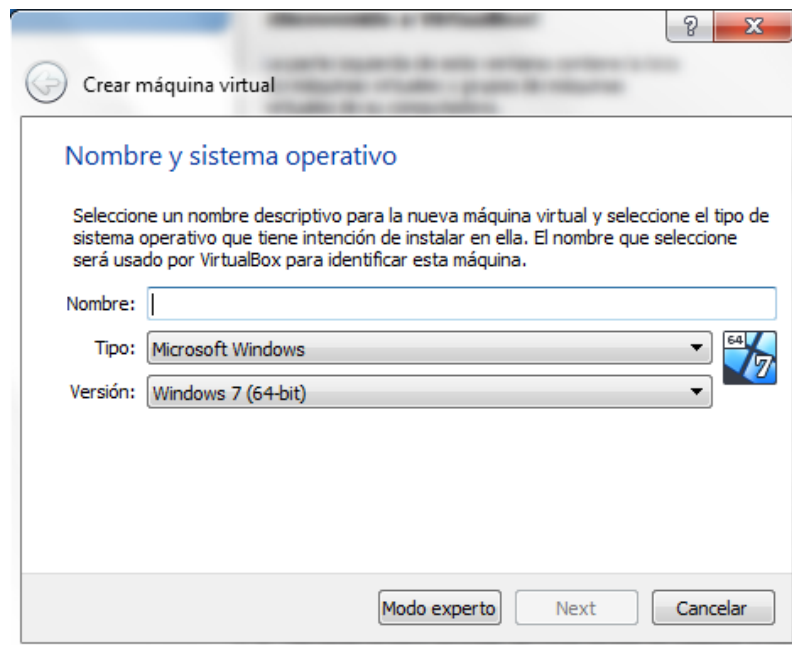 ¡Bienvenido a VirtualBox!
?
Crear máquina virtual
Nombre y sistema operativo
Seleccione un nombre descriptivo para la nueva máquina virtual y seleccione el tipo de
sistema operativo que tiene intención de instalar en ella. El nombre que seleccione
será usado por VirtualBox para identificar esta máquina.
Nombre:
Tipo: Microsoft Windows
64
7
Versión: Windows 7 (64-bit)
Modo experto Next Cancelar